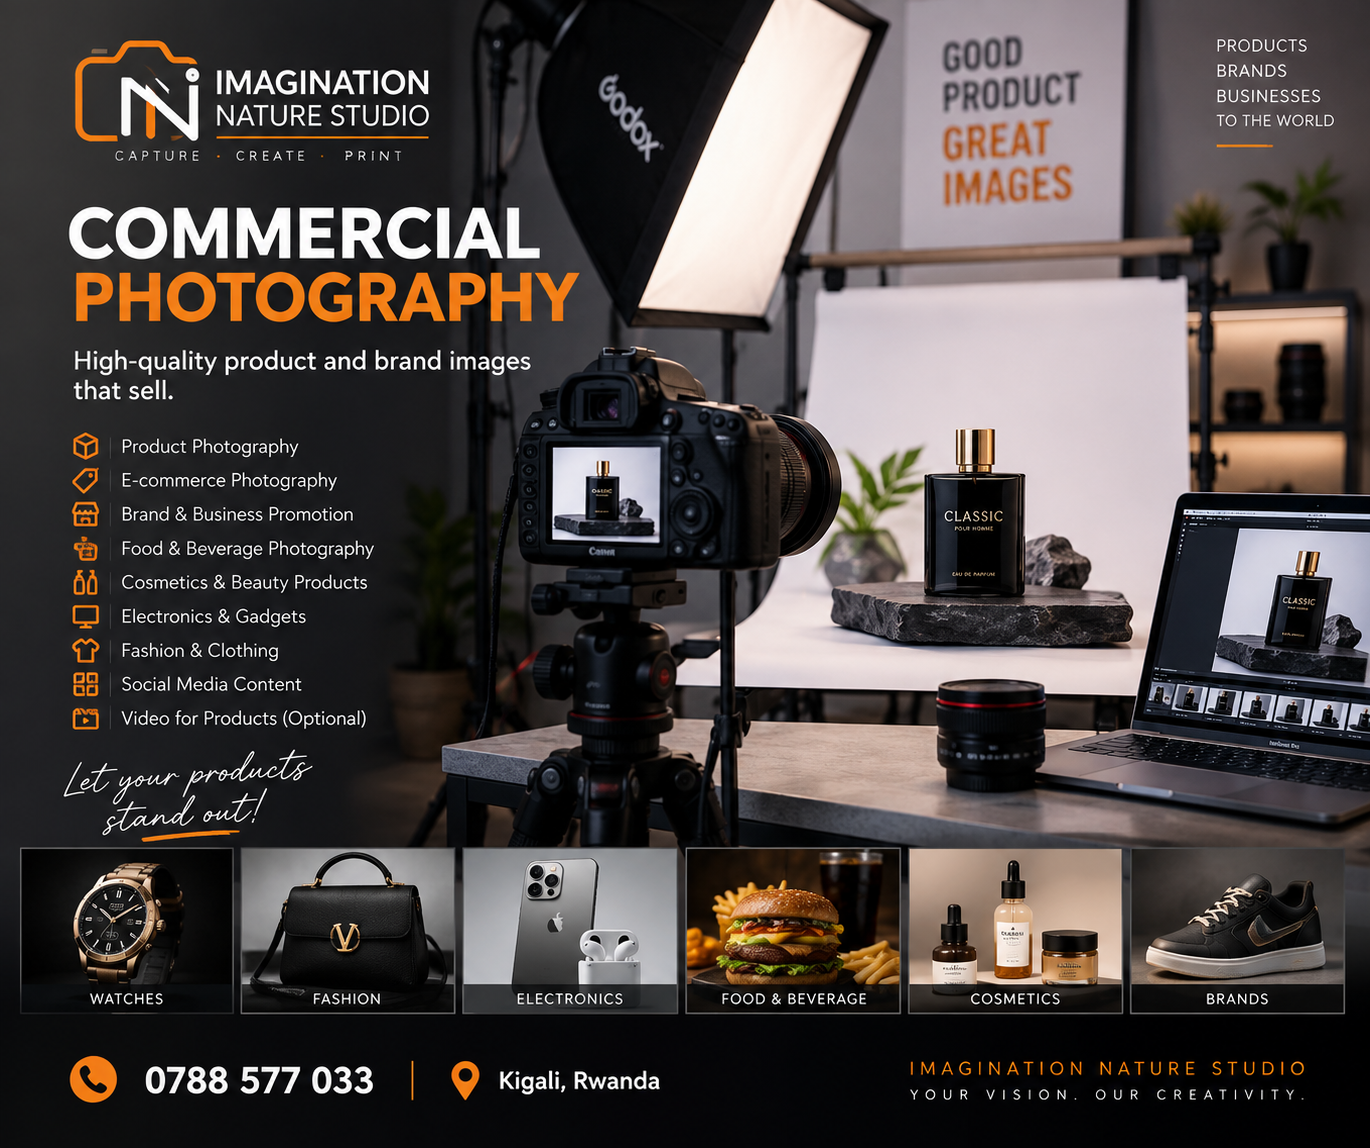 IMAGINATION
NATURE STUDIO
CAPTURE · CREATE · PRINT
Godox
GOOD
PRODUCT
GREAT
IMAGES
PRODUCTS
BRANDS
BUSINESSES
TO THE WORLD
COMMERCIAL
PHOTOGRAPHY
High-quality product and brand images
that sell.
Product Photography
E-commerce Photography
Brand & Business Promotion
Food & Beverage Photography
Cosmetics & Beauty Products
Electronics & Gadgets
Fashion & Clothing
Social Media Content
Video for Products (Optional)
Let your products
stand out!
CLASSIC
POUR HOMME
EAU DE PARFUM
CLASSIC
WATCHES
FASHION
ELECTRONICS
FOOD & BEVERAGE
COSMETICS
BRANDS
0788 577 033
Kigali, Rwanda
IMAGINATION NATURE STUDIO
YOUR VISION. OUR CREATIVITY.